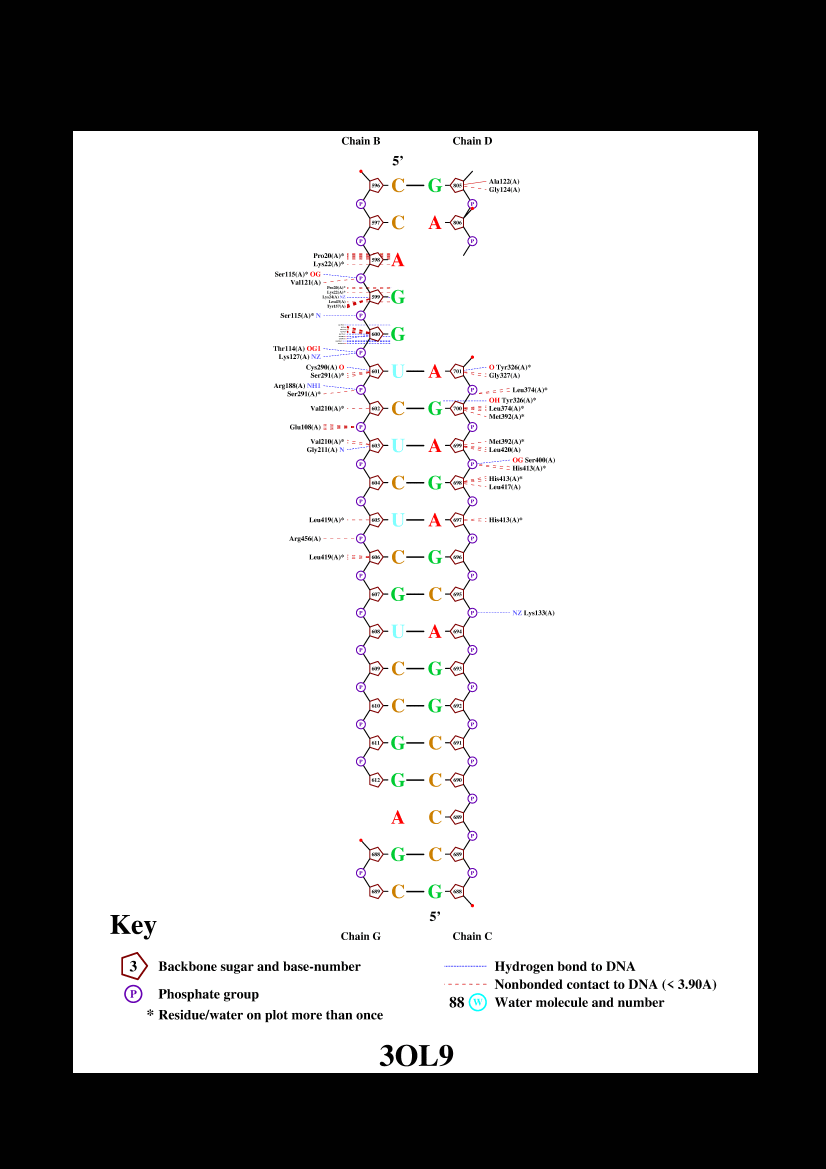 Chain B Chain D
5'
596 C G 805 Ala122(A)
Gly124(A)
P P
597 C A 806
P P
Pro20(A)*
598 A
Lys22(A)*
Ser115(A)* OG
P
Val121(A)
Pro20(A)*
Lys22(A)*
599 G
P
Ser115(A)* N
600 G
Thr114(A) OG1
P
Lys127(A) NZ
Cys290(A) O O Tyr326(A)*
601 U A 701
Ser291(A)* Gly327(A)
Arg188(A) NH1
P P Leu374(A)*
Ser291(A)*
OH Tyr326(A)*
Val210(A)* 602 C G 700 Leu374(A)*
Met392(A)*
Glu108(A) P P
Val210(A)* Met392(A)*
603 U A 699
Gly211(A) N Leu420(A)
P P OG Ser400(A)
His413(A)*
604 C G 698 His413(A)*
Leu417(A)
P P
Leu419(A)* 605 U A 697 His413(A)*
Arg456(A) P P
Leu419(A)* 606 C G 696
P P
607 G C 695
P P NZ Lys133(A)
608 U A 694
P P
609 C G 693
P P
610 C G 692
P P
611 G C 691
P P
612 G C 690
P
A C 689
P
688 G C 689
P P
689 C G 688
5'
Chain G Chain C
Key
3 Backbone sugar and base-number
P Phosphate group
* Residue/water on plot more than once
Hydrogen bond to DNA
Nonbonded contact to DNA (< 3.90A)
88 W Water molecule and number
3OL9